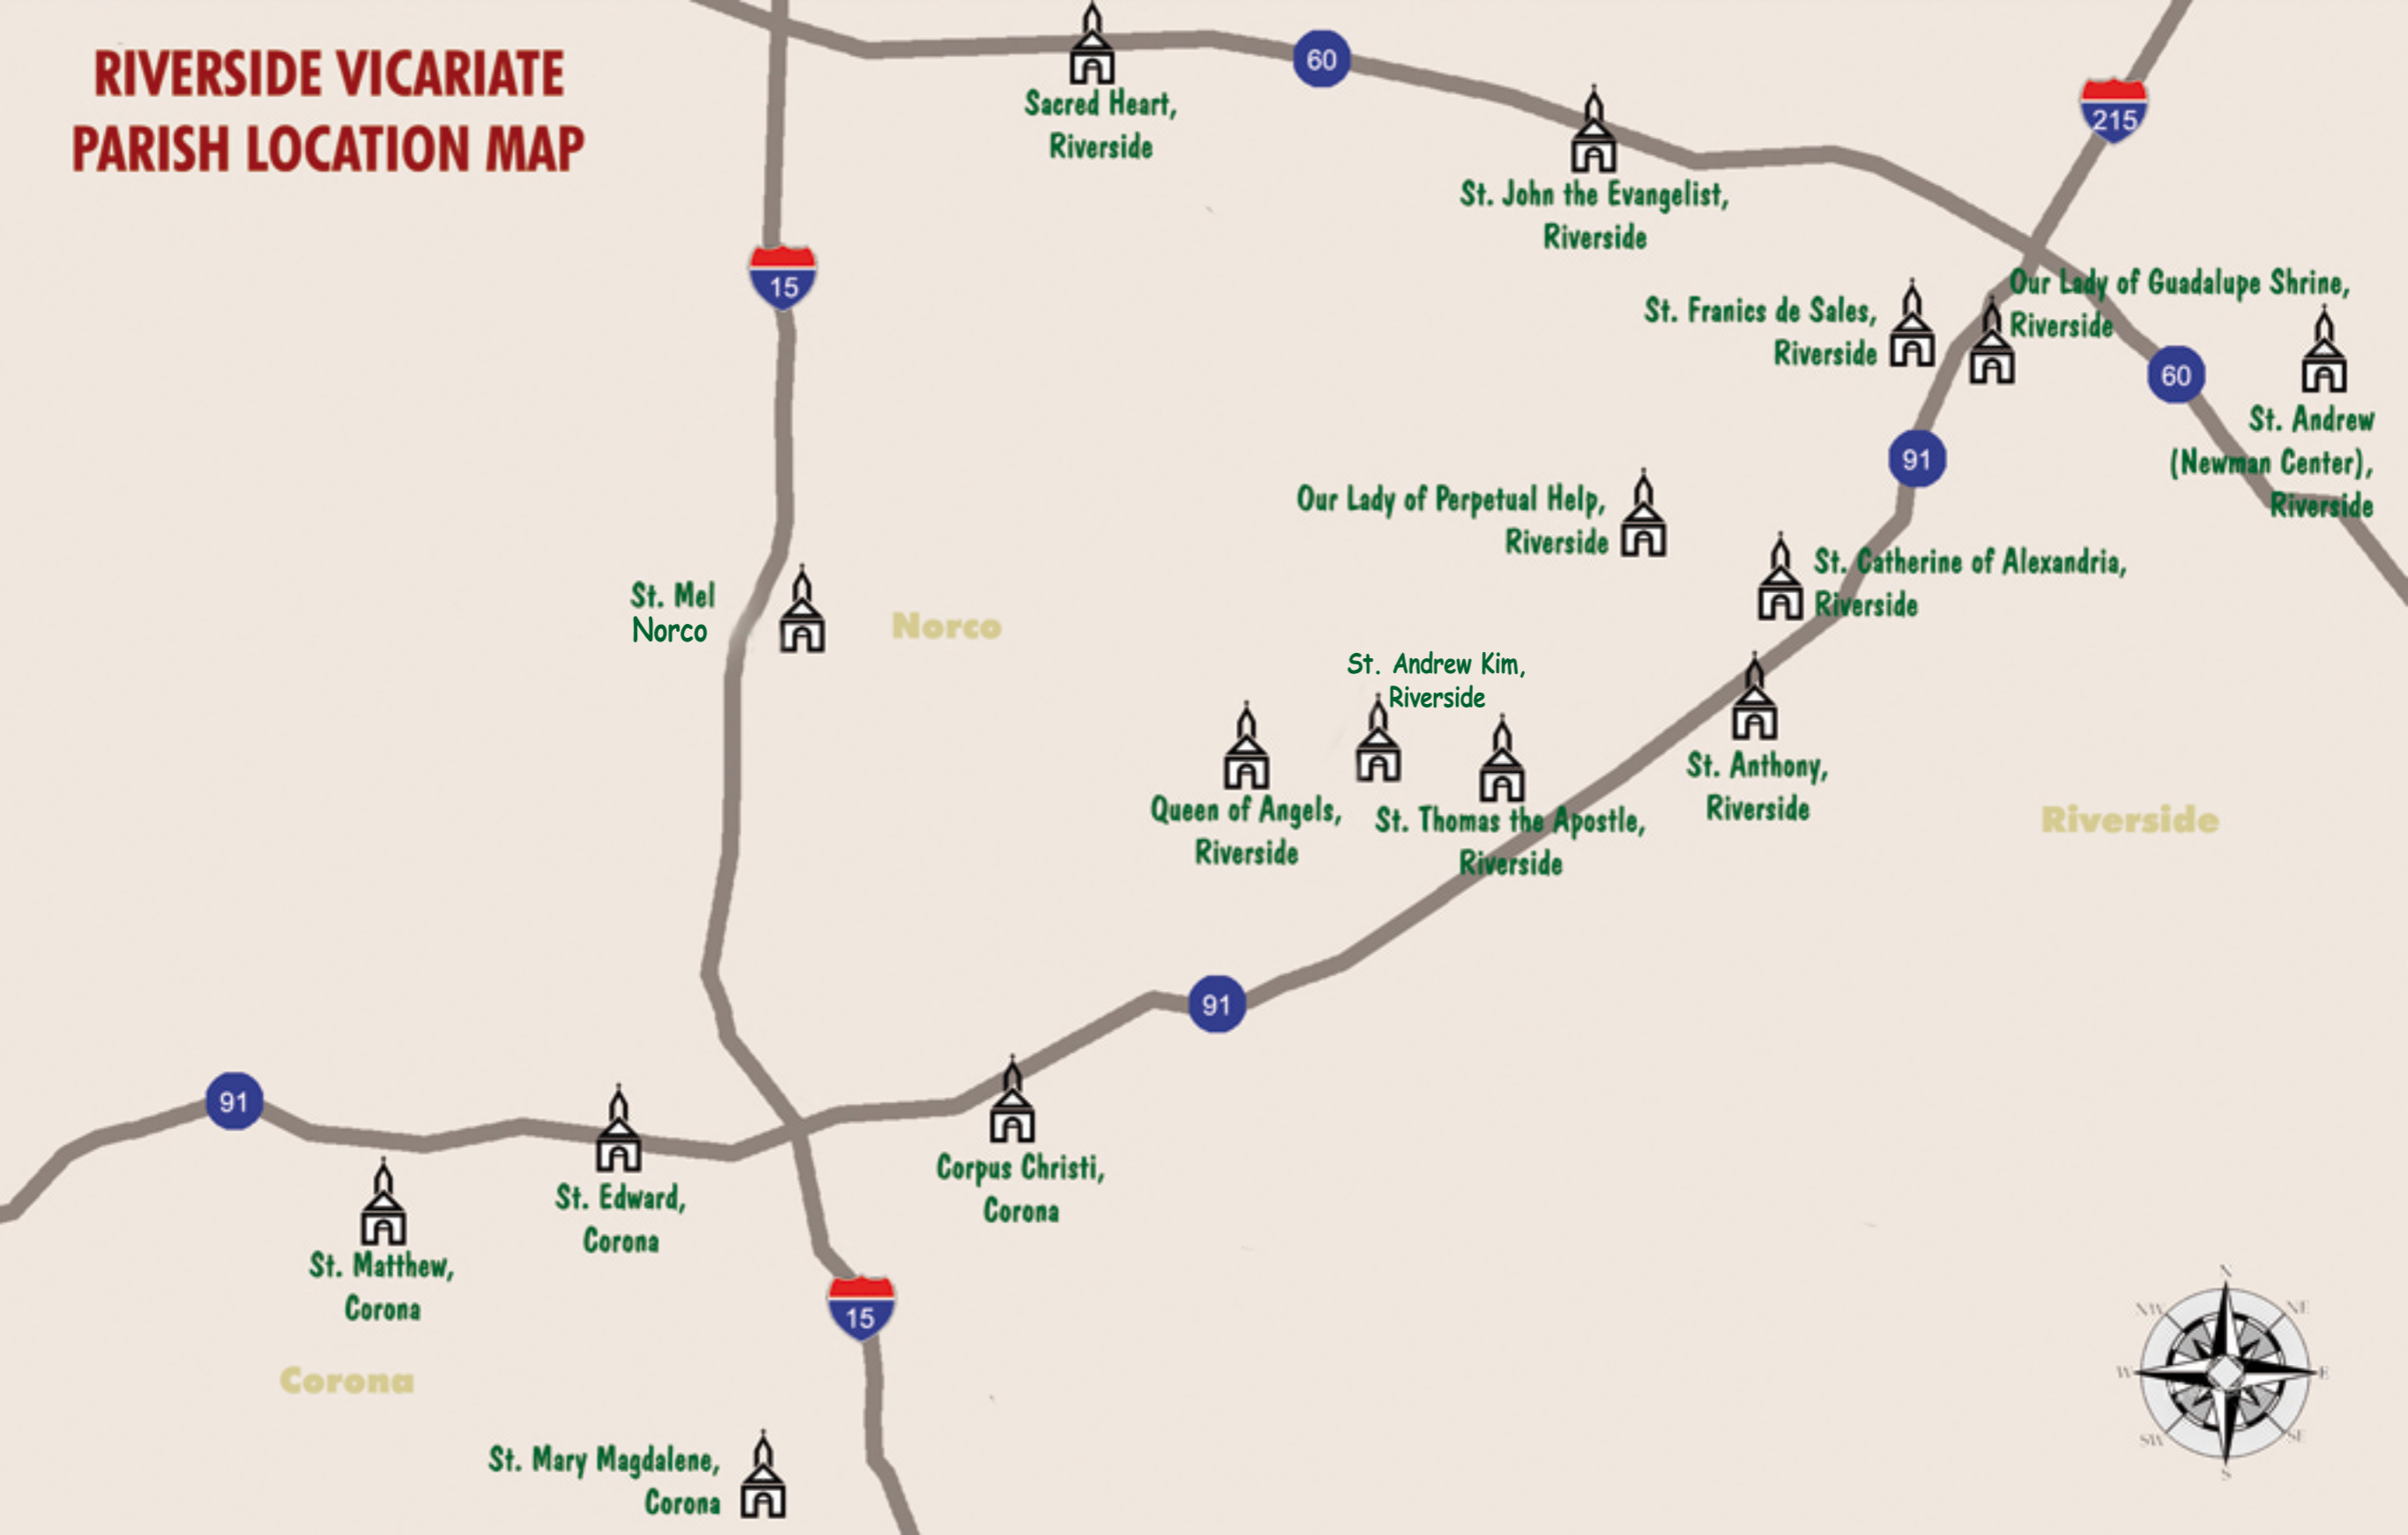 RIVERSIDE VICARIATE
PARISH LOCATION MAP
60
Sacred Heart,
Riverside
215
St. John the Evangelist,
Riverside
15
Our Lady of Guadalupe Shrine,
Riverside
St. Franics de Sales,
Riverside
60
St. Andrew
(Newman Center),
Riverside
91
Our Lady of Perpetual Help,
Riverside
St. Catherine of Alexandria,
Riverside
St. Mel
Norco
Norco
St. Andrew Kim,
Riverside
St. Anthony,
Riverside
Queen of Angels,
Riverside
St. Thomas the Apostle,
Riverside
Riverside
91
91
Corpus Christi,
Corona
St. Edward,
Corona
St. Matthew,
Corona
15
Corona
St. Mary Magdalene,
Corona
N
NW
NE
W
E
SW
SE
S